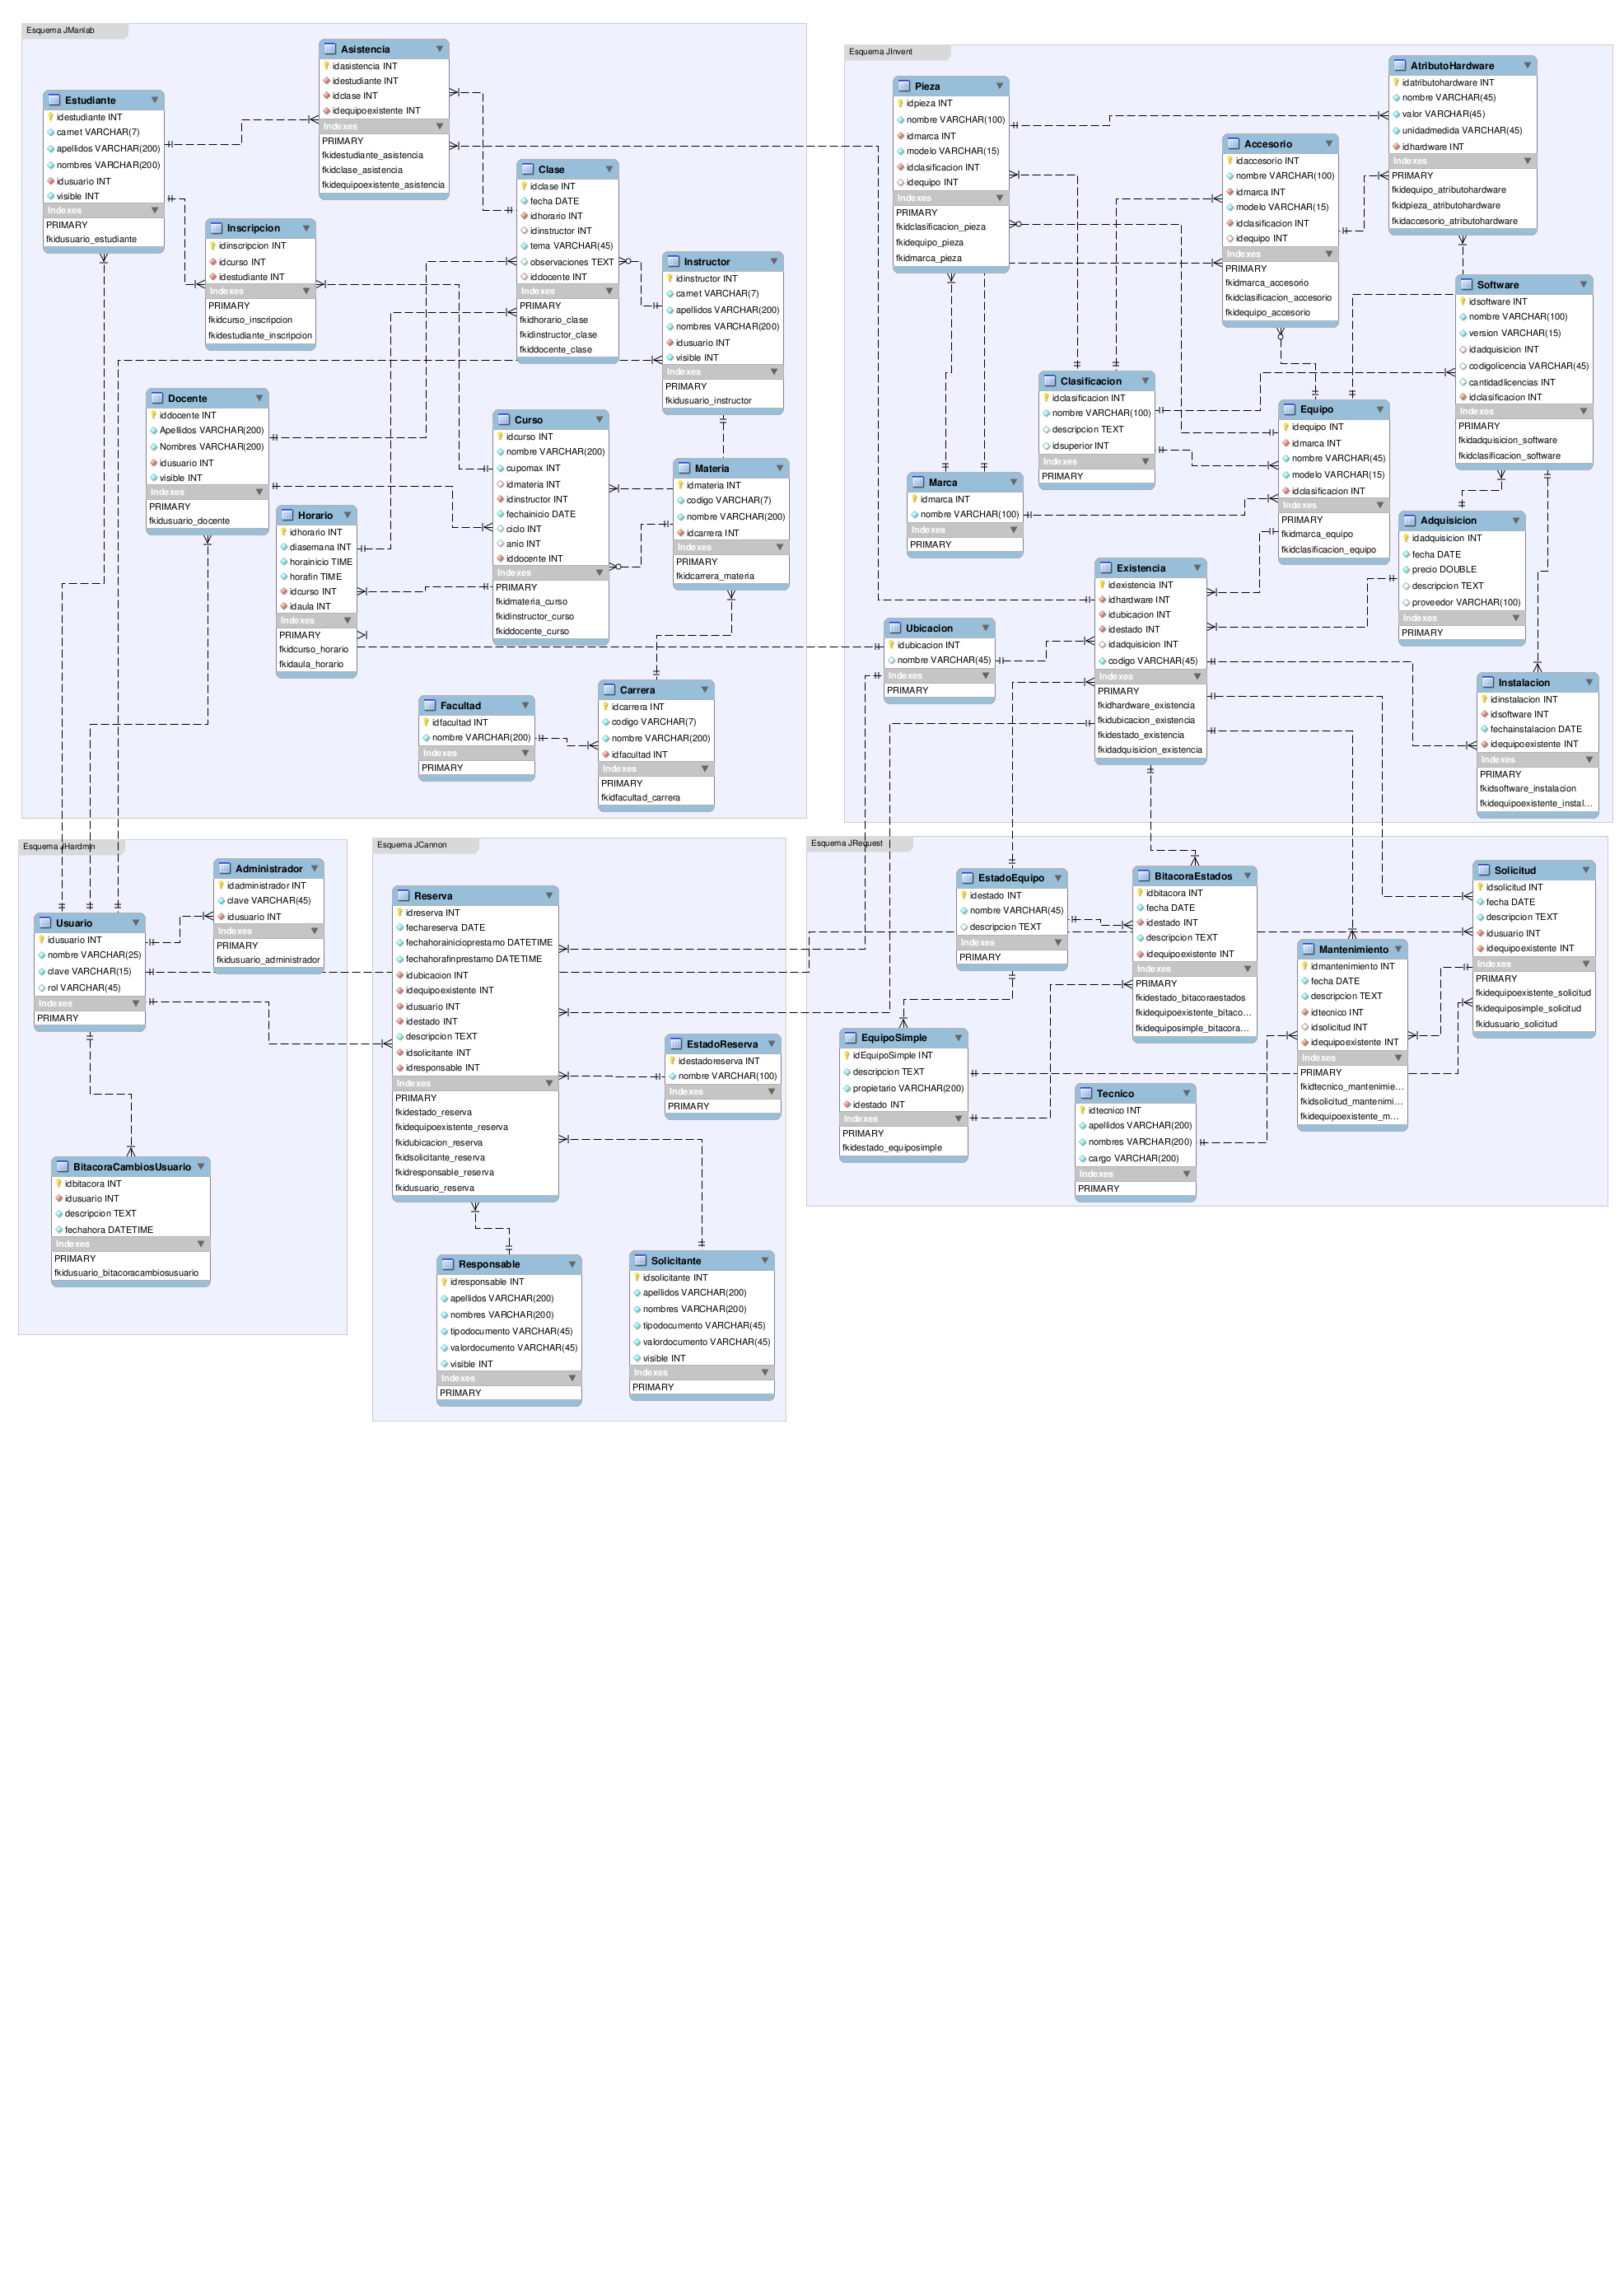 Esquema JManlab
Asistencia
idasistencia INT
idestudiante INT
idclase INT
idequipoexistente INT
Indexes
PRIMARY
fkidestudiante_asistencia
fkidclase_asistencia
fkidequipoexistente_asistencia
Estudiante
idestudiante INT
carnet VARCHAR(7)
apellidos VARCHAR(200)
nombres VARCHAR(200)
idusuario INT
visible INT
Indexes
PRIMARY
fkidusuario_estudiante
Clase
idclase INT
fecha DATE
idhorario INT
idinstructor INT
tema VARCHAR(45)
observaciones TEXT
iddocente INT
Indexes
PRIMARY
fkidhorario_clase
fkidinstructor_clase
fkiddocente_clase
Inscripcion
idinscripcion INT
idcurso INT
idestudiante INT
Indexes
PRIMARY
fkidcurso_inscripcion
fkidestudiante_inscripcion
Instructor
idinstructor INT
carnet VARCHAR(7)
apellidos VARCHAR(200)
nombres VARCHAR(200)
idusuario INT
visible INT
Indexes
PRIMARY
fkidusuario_instructor
Docente
iddocente INT
Apellidos VARCHAR(200)
Nombres VARCHAR(200)
idusuario INT
visible INT
Indexes
PRIMARY
fkidusuario_docente
Curso
idcurso INT
nombre VARCHAR(200)
cupomax INT
idmateria INT
idinstructor INT
fechainicio DATE
ciclo INT
anio INT
iddocente INT
Indexes
PRIMARY
fkidmateria_curso
fkidinstructor_curso
fkiddocente_curso
Materia
idmateria INT
codigo VARCHAR(7)
nombre VARCHAR(200)
idcarrera INT
Indexes
PRIMARY
fkidcarrera_materia
Horario
idhorario INT
diasemana INT
horainicio TIME
horafin TIME
idcurso INT
idaula INT
Indexes
PRIMARY
fkidcurso_horario
fkidaula_horario
Facultad
idfacultad INT
nombre VARCHAR(200)
Indexes
PRIMARY
Carrera
idcarrera INT
codigo VARCHAR(7)
nombre VARCHAR(200)
idfacultad INT
Indexes
PRIMARY
fkidfacultad_carrera
Esquema JInvent
Pieza
idpieza INT
nombre VARCHAR(100)
idmarca INT
modelo VARCHAR(15)
idclasificacion INT
idequipo INT
Indexes
PRIMARY
fkidclasificacion_pieza
fkidequipo_pieza
fkidmarca_pieza
AtributoHardware
idatributohardware INT
nombre VARCHAR(45)
valor VARCHAR(45)
unidadmedida VARCHAR(45)
idhardware INT
Indexes
PRIMARY
fkidequipo_atributohardware
fkidpieza_atributohardware
fkidaccesorio_atributohardware
Accesorio
idaccesorio INT
nombre VARCHAR(100)
idmarca INT
modelo VARCHAR(15)
idclasificacion INT
idequipo INT
Indexes
PRIMARY
fkidmarca_accesorio
fkidclasificacion_accesorio
fkidequipo_accesorio
Software
idsoftware INT
nombre VARCHAR(100)
version VARCHAR(15)
idadquisicion INT
codigolicencia VARCHAR(45)
cantidadlicencias INT
idclasificacion INT
Indexes
PRIMARY
fkidadquisicion_software
fkidclasificacion_software
Clasificacion
idclasificacion INT
nombre VARCHAR(100)
descripcion TEXT
idsuperior INT
Indexes
PRIMARY
Equipo
idequipo INT
idmarca INT
nombre VARCHAR(45)
modelo VARCHAR(15)
idclasificacion INT
Indexes
PRIMARY
fkidmarca_equipo
fkidclasificacion_equipo
Marca
idmarca INT
nombre VARCHAR(100)
Indexes
PRIMARY
Adquisicion
idadquisicion INT
fecha DATE
precio DOUBLE
descripcion TEXT
proveedor VARCHAR(100)
Indexes
PRIMARY
Existencia
idexistencia INT
idhardware INT
idubicacion INT
idestado INT
idadquisicion INT
codigo VARCHAR(45)
Indexes
PRIMARY
fkidhardware_existencia
fkidubicacion_existencia
fkidestado_existencia
fkidadquisicion_existencia
Ubicacion
idubicacion INT
nombre VARCHAR(45)
Indexes
PRIMARY
Instalacion
idinstalacion INT
idsoftware INT
fechainstalacion DATE
idequipoexistente INT
Indexes
PRIMARY
fkidsoftware_instalacion
fkidequipoexistente_instal...
Esquema JHardmin
Administrador
idadministrador INT
clave VARCHAR(45)
idusuario INT
Indexes
PRIMARY
fkidusuario_administrador
Usuario
idusuario INT
nombre VARCHAR(25)
clave VARCHAR(15)
rol VARCHAR(45)
Indexes
PRIMARY
BitacoraCambiosUsuario
idbitacora INT
idusuario INT
descripcion TEXT
fechahora DATETIME
Indexes
PRIMARY
fkidusuario_bitacoracambiosusuario
Esquema JCannon
Reserva
idreserva INT
fechareserva DATE
fechahorainicioprestamo DATETIME
fechahorafinprestamo DATETIME
idubicacion INT
idequipoexistente INT
idusuario INT
idestado INT
descripcion TEXT
idsolicitante INT
idresponsable INT
Indexes
PRIMARY
fkidestado_reserva
fkidequipoexistente_reserva
fkidubicacion_reserva
fkidsolicitante_reserva
fkidresponsable_reserva
fkidusuario_reserva
EstadoReserva
idestadoreserva INT
nombre VARCHAR(100)
Indexes
PRIMARY
Responsable
idresponsable INT
apellidos VARCHAR(200)
nombres VARCHAR(200)
tipodocumento VARCHAR(45)
valordocumento VARCHAR(45)
visible INT
Indexes
PRIMARY
Solicitante
idsolicitante INT
apellidos VARCHAR(200)
nombres VARCHAR(200)
tipodocumento VARCHAR(45)
valordocumento VARCHAR(45)
visible INT
Indexes
PRIMARY
Esquema JRequest
EstadoEquipo
idestado INT
nombre VARCHAR(45)
descripcion TEXT
Indexes
PRIMARY
BitacoraEstados
idbitacora INT
fecha DATE
idestado INT
descripcion TEXT
idequipoexistente INT
Indexes
PRIMARY
fkidestado_bitacoraestados
fkidequipoexistente_bitaco...
fkidequiposimple_bitacora...
Solicitud
idsolicitud INT
fecha DATE
descripcion TEXT
idusuario INT
idequipoexistente INT
Indexes
PRIMARY
fkidequipoexistente_solicitud
fkidequiposimple_solicitud
fkidusuario_solicitud
Mantenimiento
idmantenimiento INT
fecha DATE
descripcion TEXT
idtecnico INT
idsolicitud INT
idequipoexistente INT
Indexes
PRIMARY
fkidtecnico_mantenimie...
fkidsolicitud_mantenimi...
fkidequipoexistente_m...
EquipoSimple
idEquipoSimple INT
descripcion TEXT
propietario VARCHAR(200)
idestado INT
Indexes
PRIMARY
fkidestado_equiposimple
Tecnico
idtecnico INT
apellidos VARCHAR(200)
nombres VARCHAR(200)
cargo VARCHAR(200)
Indexes
PRIMARY